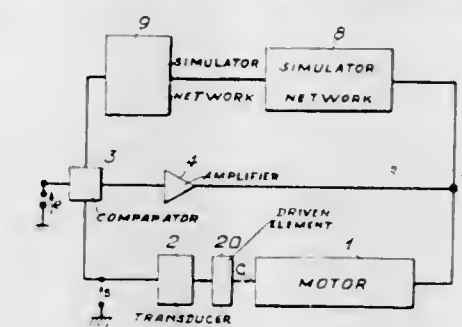 9
8
SIMULATOR
NETWORK
SIMULATOR
NETWORK
3
4
AMPLIFIER
COMPARATOR
DRIVEN
ELEMENT
2
20
C
1
MOTOR
TRANSDUCER